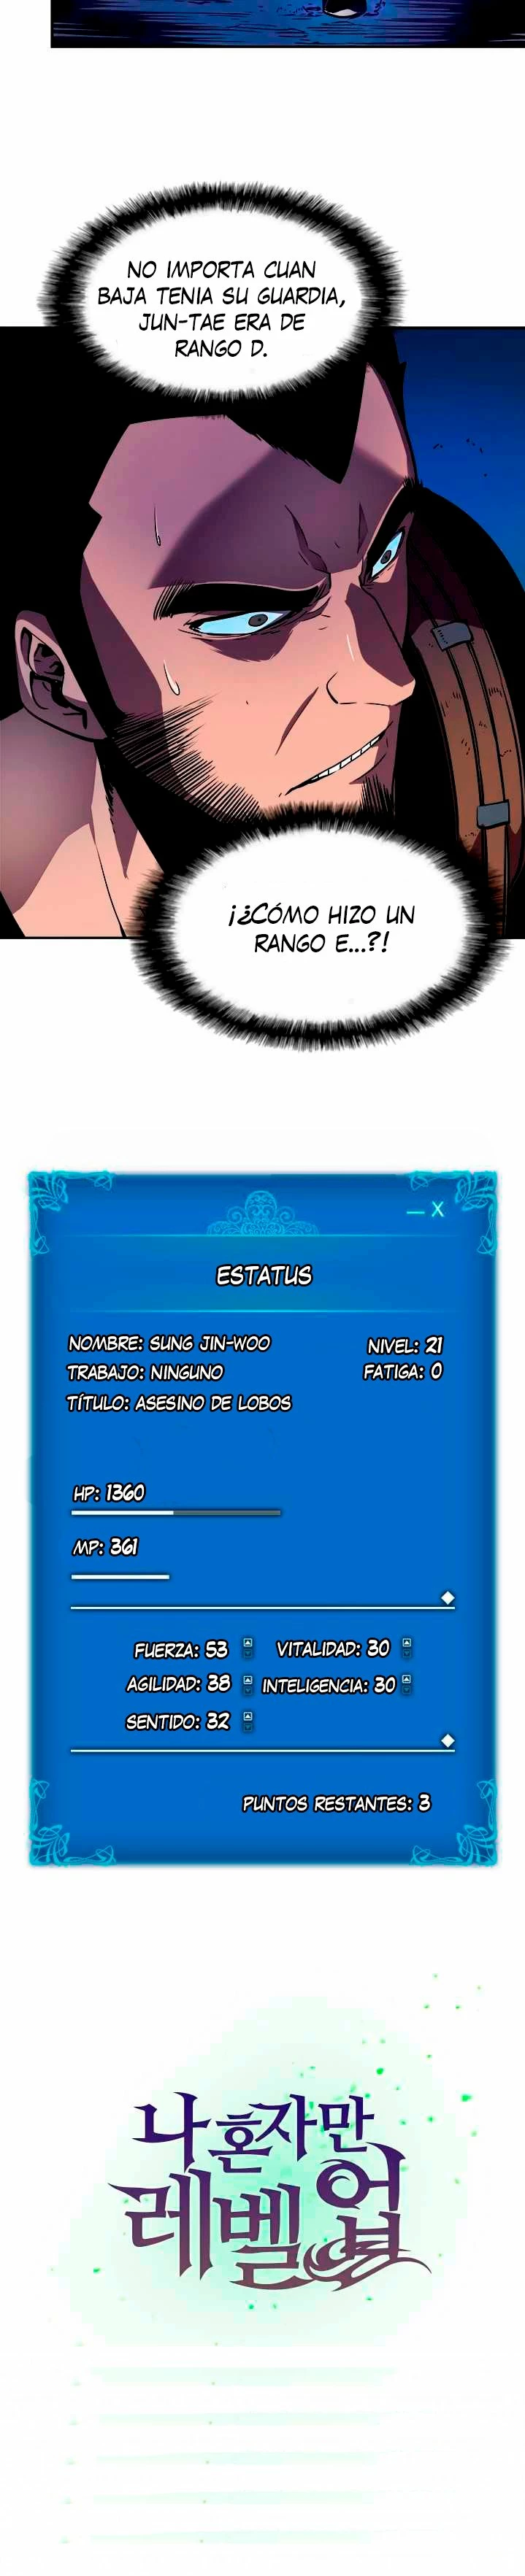 NO IMPORTA CUAN
BAJA TENIA SU GUARDIA,
JUN-TAE ERA DE
RANGO D.
¡¿CÓMO HIZO UN
RANGO E...?!
— X
ESTATUS
NOMBRE: SUNG JIN-WOO
NIVEL: 21
TRABAJO: NINGUNO
FATIGA: 0
TÍTULO: ASESINO DE LOBOS
HP: 1360
MP: 361
FUERZA: 53
VITALIDAD: 30
AGILIDAD: 38
INTELIGENCIA: 30
SENTIDO: 32
PUNTOS RESTANTES: 3
나 혼자만
레벨업